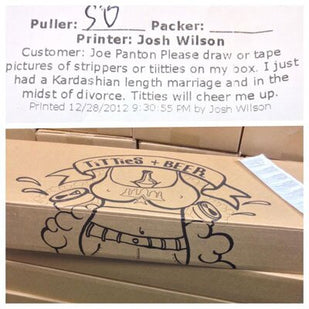 Puller: SD Packer:
Printer: Josh Wilson
Customer: Joe Panton Please draw or tape
pictures of strippers or tiitties on my box. I just
had a Kardashian length marriage and in the
midst of divorce. Titties will cheer me up.
Printed 12/28/2012 9:30:55 PM by Josh Wilson
TiTTieS + BEER